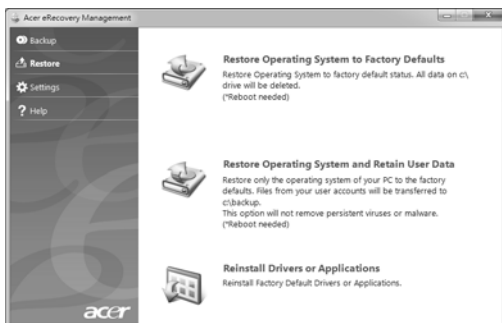 Acer eRecovery Management
Backup
Restore
Settings
? Help
Restore Operating System to Factory Defaults
Restore Operating System to factory default status. All data on c:\
drive will be deleted.
(*Reboot needed)
Restore Operating System and Retain User Data
Restore only the operating system of your PC to the factory
defaults. Files from your user accounts will be transferred to
c:\backup.
This option will not remove persistent viruses or malware.
(*Reboot needed)
Reinstall Drivers or Applications
Reinstall Factory Default Drivers or Applications.
acer